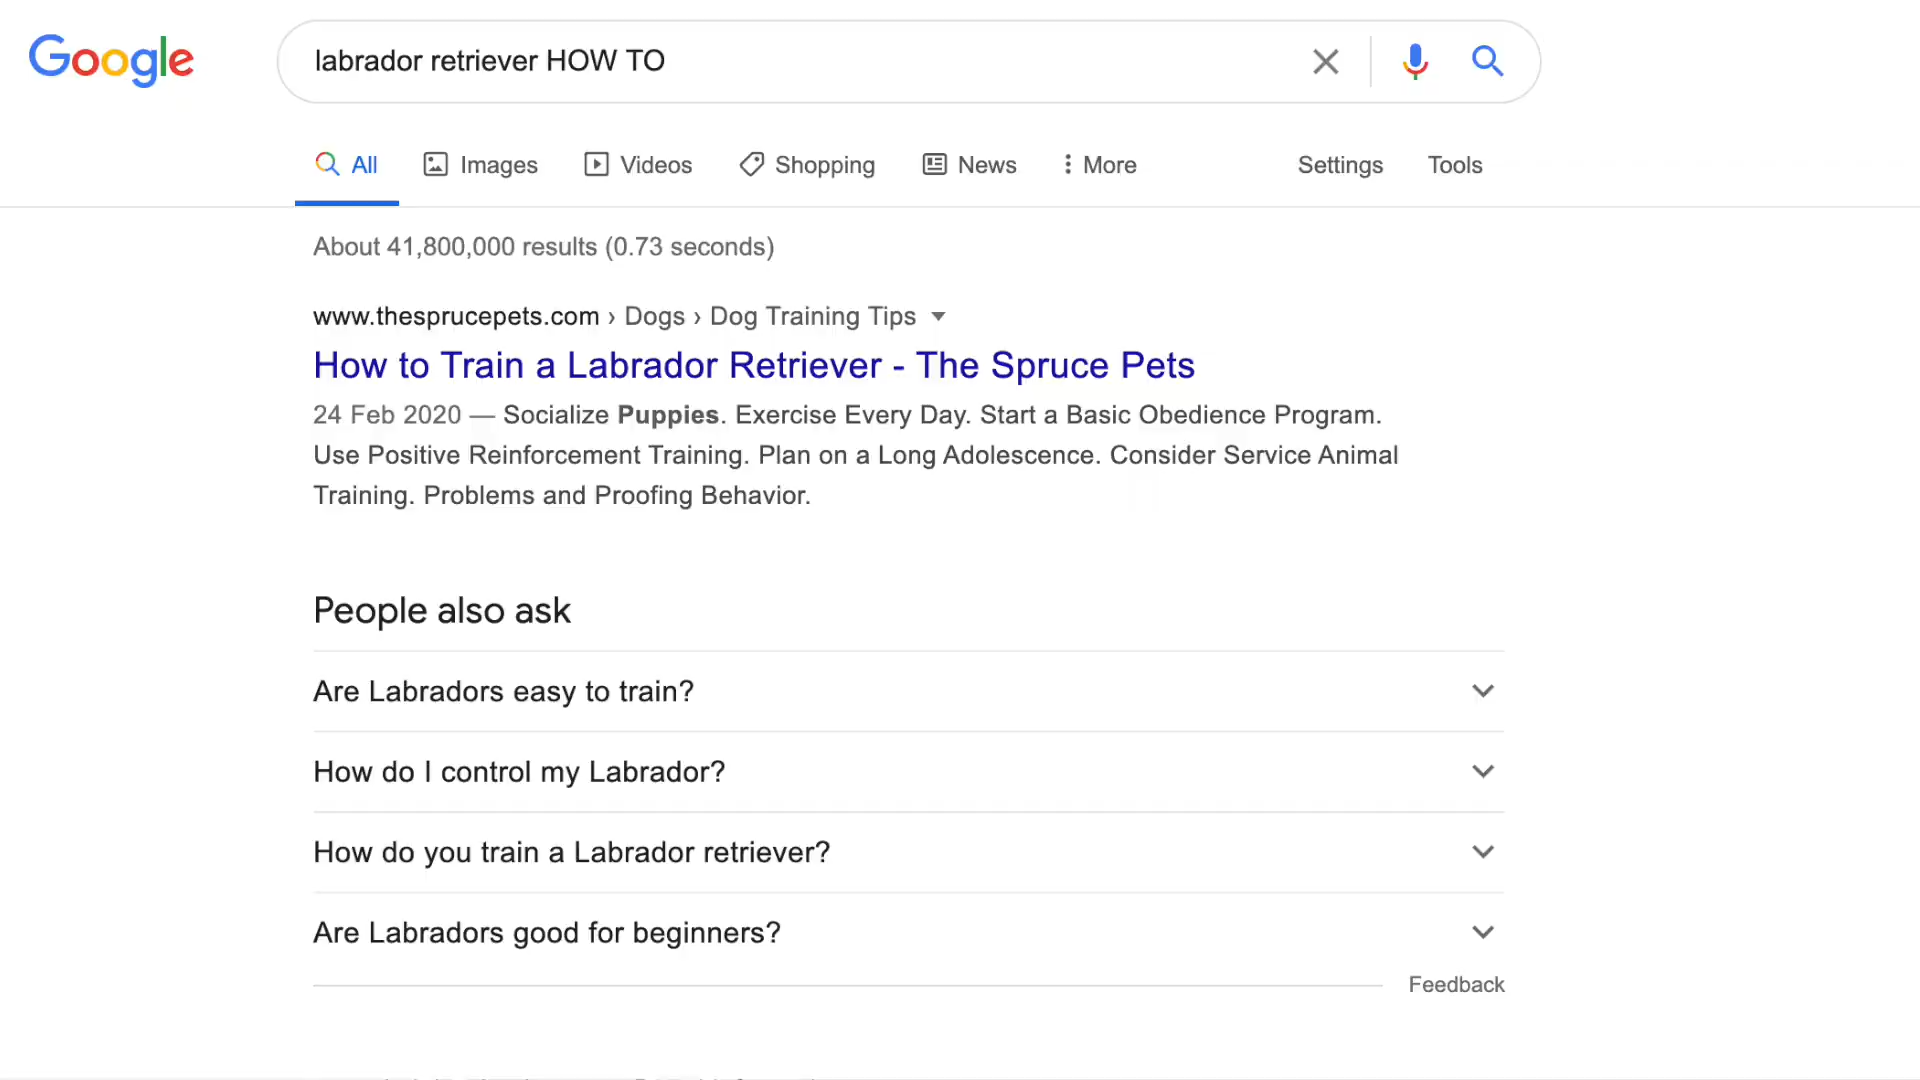 Google
labrador retriever HOW TO
All Images Videos Shopping News More Settings Tools
About 41,800,000 results (0.73 seconds)
www.thesprucepets.com › Dogs › Dog Training Tips
How to Train a Labrador Retriever - The Spruce Pets
24 Feb 2020 — Socialize Puppies. Exercise Every Day. Start a Basic Obedience Program.
Use Positive Reinforcement Training. Plan on a Long Adolescence. Consider Service Animal
Training. Problems and Proofing Behavior.
People also ask
Are Labradors easy to train?
How do I control my Labrador?
How do you train a Labrador retriever?
Are Labradors good for beginners?
Feedback